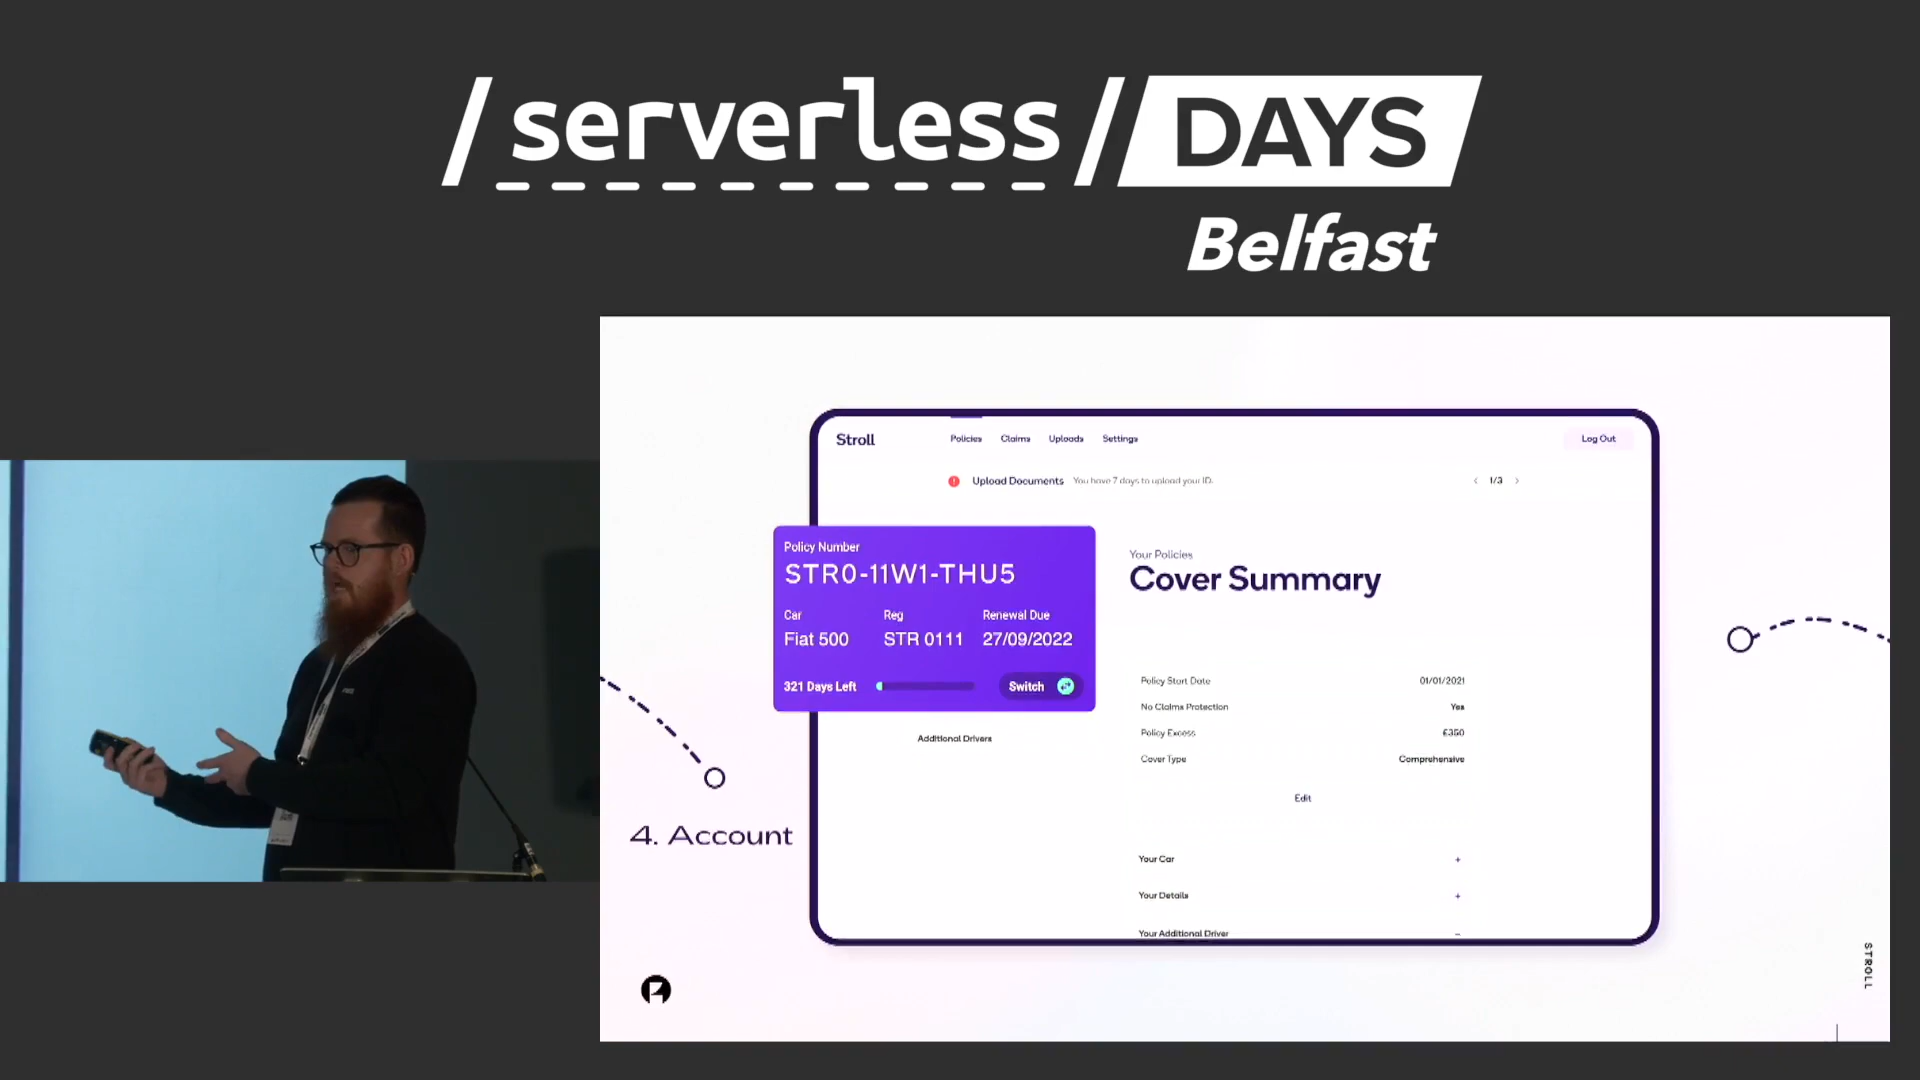 /serverless/DAYS
Belfast
Stroll
Policies Claims Uploads Settings Log Out
Upload Documents You have 7 days to upload your ID. 1/3
Policy Number
STR0-11W1-THU5
Car Reg Renewal Due
Fiat 500 STR 0111 27/09/2022
321 Days Left Switch
Additional Drivers
Your Policies
Cover Summary
Policy Start Date 01/01/2021
No Claims Protection Yes
Policy Excess £350
Cover Type Comprehensive
Edit
Your Car +
Your Details +
Your Additional Driver -
4. Account
STROLL